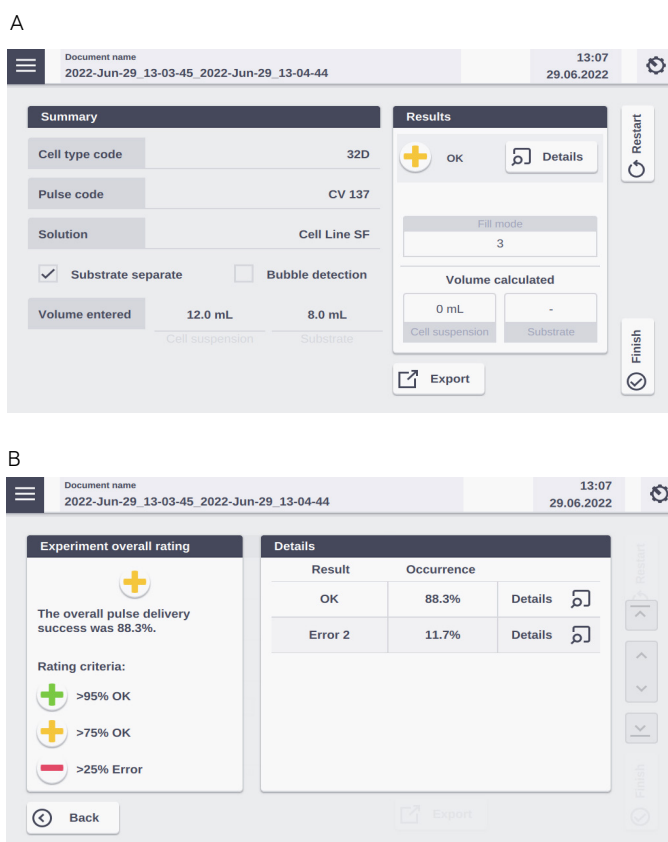 A
Document name
2022-Jun-29_13-03-45_2022-Jun-29_13-04-44
13:07
29.06.2022
Summary
Cell type code 32D
Pulse code CV 137
Solution Cell Line SF
Substrate separate Bubble detection
Volume entered 12.0 mL 8.0 mL
Cell suspension Substrate
Results
OK Details
Fill mode
3
Volume calculated
0 mL -
Cell suspension Substrate
Export
Restart
Finish
B
Document name
2022-Jun-29_13-03-45_2022-Jun-29_13-04-44
13:07
29.06.2022
Experiment overall rating
The overall pulse delivery
success was 88.3%.
Rating criteria:
>95% OK
>75% OK
>25% Error
Details
Result Occurrence
OK 88.3% Details
Error 2 11.7% Details
Restart
Finish
Back
Export